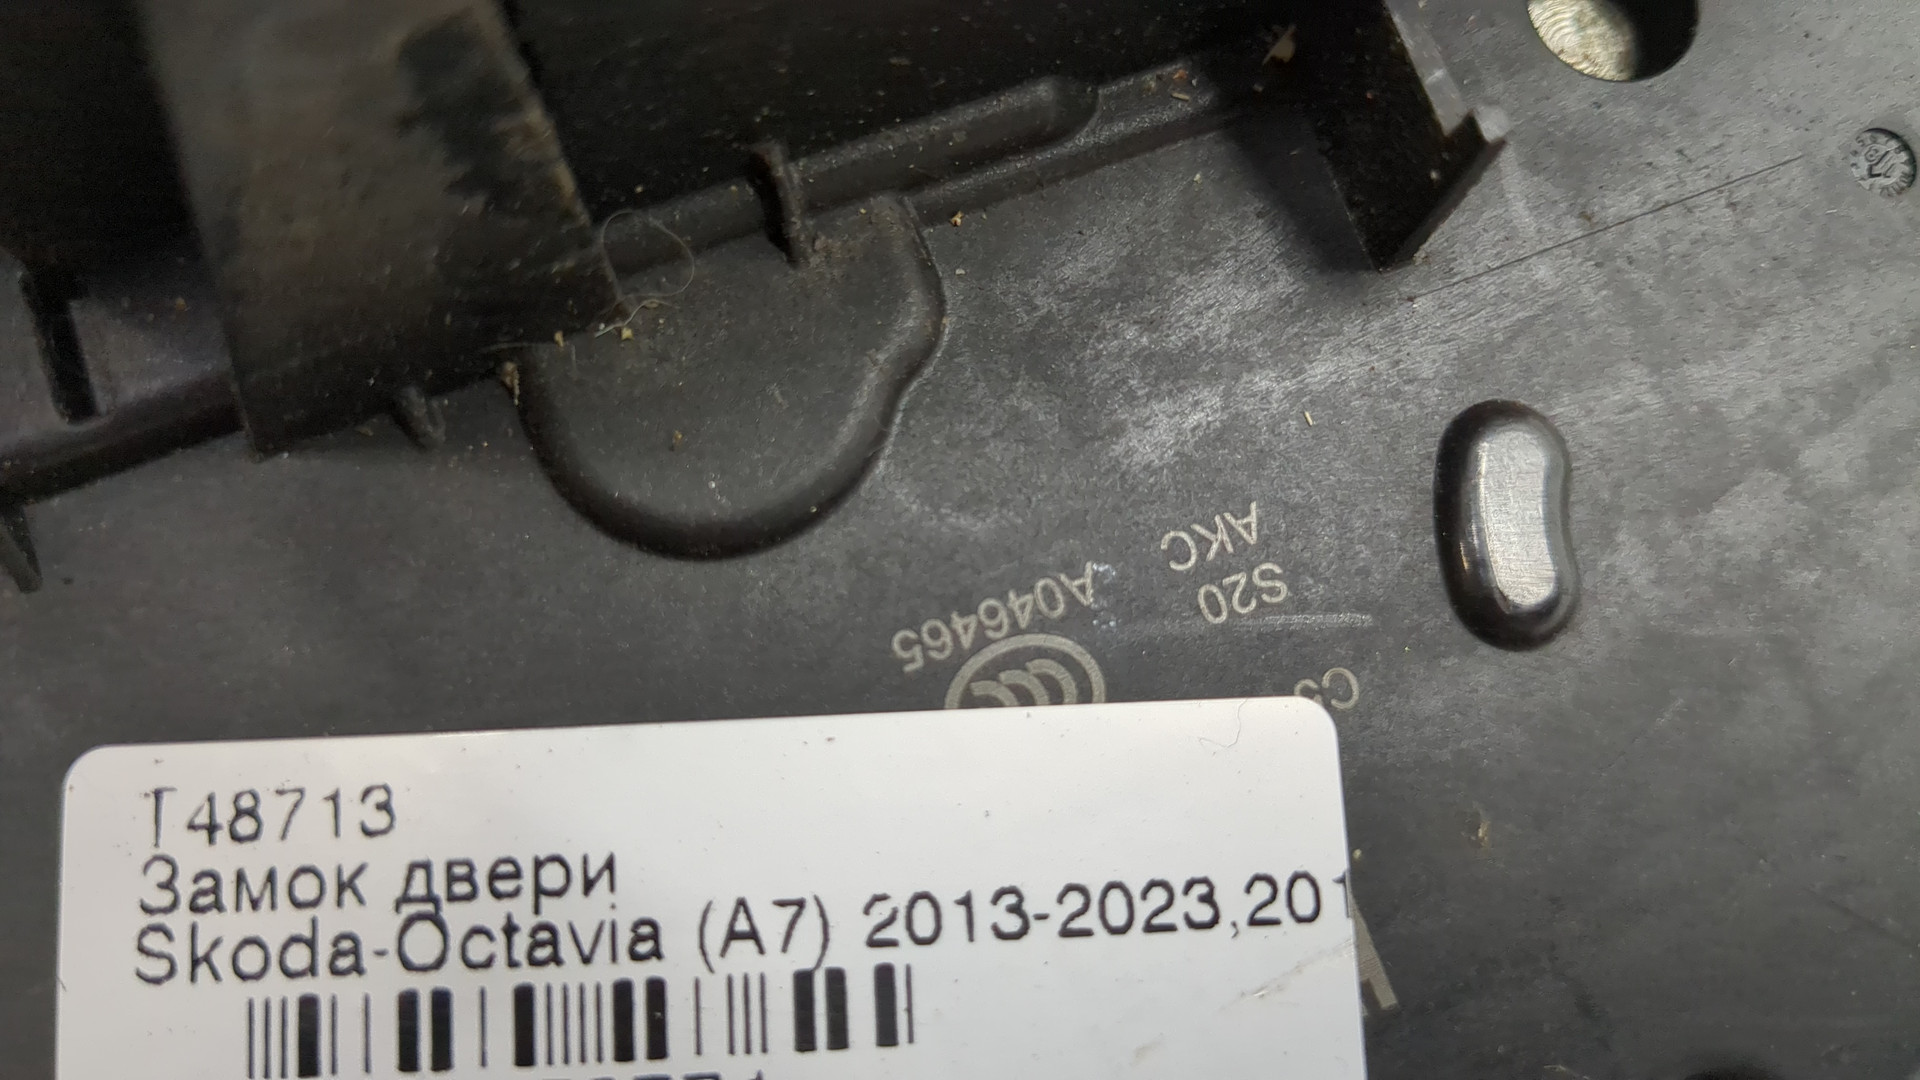 AKC
S20
A046465
T48713
Замок двери
Skoda-Octavia (A7) 2013-2023,201